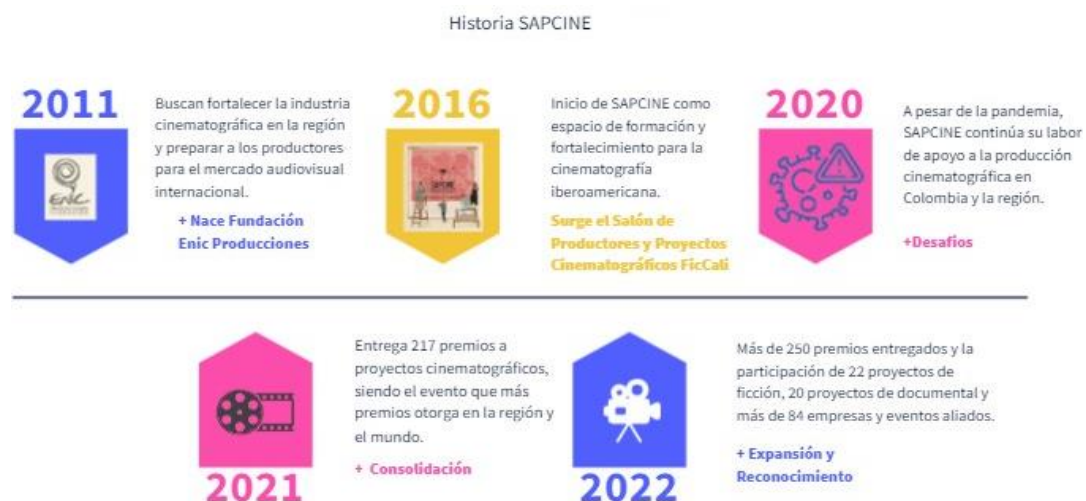 Historia SAPCINE
2011
Buscan fortalecer la industria
cinematográfica en la región
y preparar a los productores
para el mercado audiovisual
internacional.
+ Nace Fundación
Enic Producciones
ENIC
2016
Inicio de SAPCINE como
espacio de formación y
fortalecimiento para la
cinematografía
iberoamericana.
Surge el Salón de
Productores y Proyectos
Cinematográficos FicCali
2020
A pesar de la pandemia,
SAPCINE continúa su labor
de apoyo a la producción
cinematográfica en
Colombia y la región.
+Desafíos
Entrega 217 premios a
proyectos cinematográficos,
siendo el evento que más
premios otorga en la región y
el mundo.
+ Consolidación
2021
Más de 250 premios entregados y la
participación de 22 proyectos de
ficción, 20 proyectos de documental y
más de 84 empresas y eventos aliados.
+ Expansión y
Reconocimiento
2022